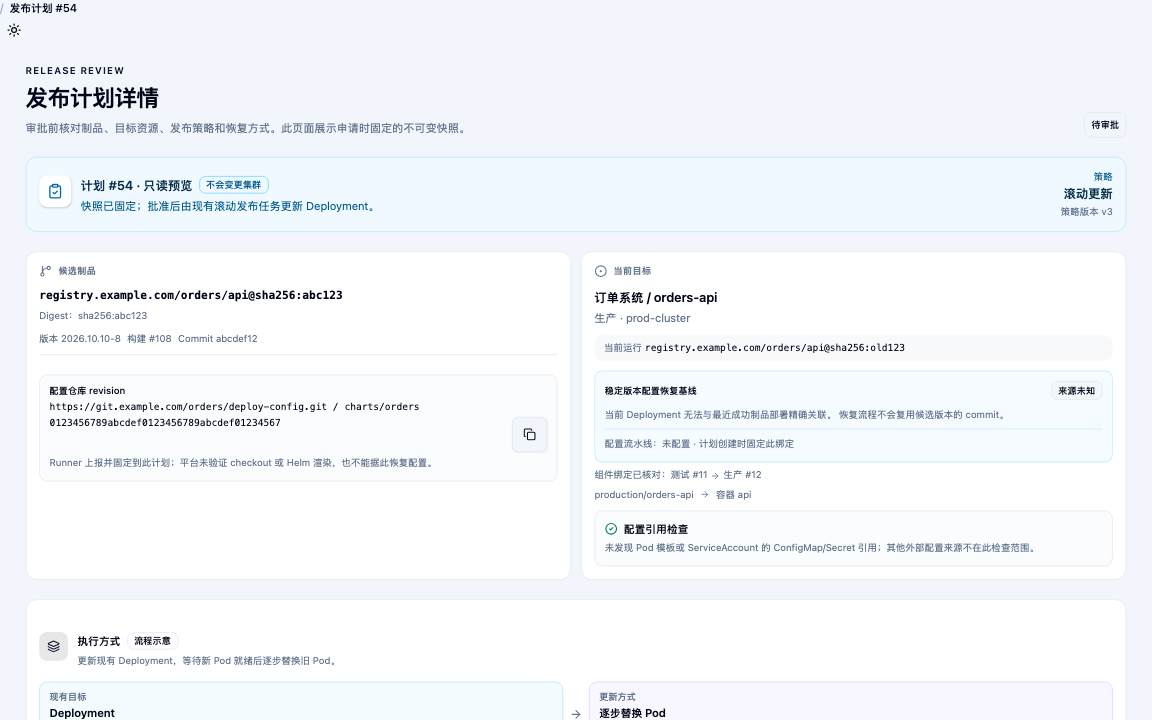 / 发布计划 #54
RELEASE REVIEW
发布计划详情
审批前核对制品、目标资源、发布策略和恢复方式。此页面展示申请时固定的不可变快照。
待审批
计划 #54 · 只读预览
不会变更集群
快照已固定；批准后由现有滚动发布任务更新 Deployment。
策略
滚动更新
策略版本 v3
候选制品
registry.example.com/orders/api@sha256:abc123
Digest: sha256:abc123
版本 2026.10.10-8 构建 #108 Commit abcdef12
配置仓库 revision
https://git.example.com/orders/deploy-config.git / charts/orders
0123456789abcdef0123456789abcdef01234567
Runner 上报并固定到此计划；平台未验证 checkout 或 Helm 渲染，也不能据此恢复配置。
当前目标
订单系统 / orders-api
生产 · prod-cluster
当前运行 registry.example.com/orders/api@sha256:old123
稳定版本配置恢复基线
来源未知
当前 Deployment 无法与最近成功制品部署精确关联。 恢复流程不会复用候选版本的 commit。
配置流水线：未配置 · 计划创建时固定此绑定
组件绑定已核对：测试 #11 → 生产 #12
production/orders-api → 容器 api
配置引用检查
未发现 Pod 模板或 ServiceAccount 的 ConfigMap/Secret 引用；其他外部配置来源不在此检查范围。
执行方式
流程示意
更新现有 Deployment，等待新 Pod 就绪后逐步替换旧 Pod。
现有目标
Deployment
→
更新方式
逐步替换 Pod